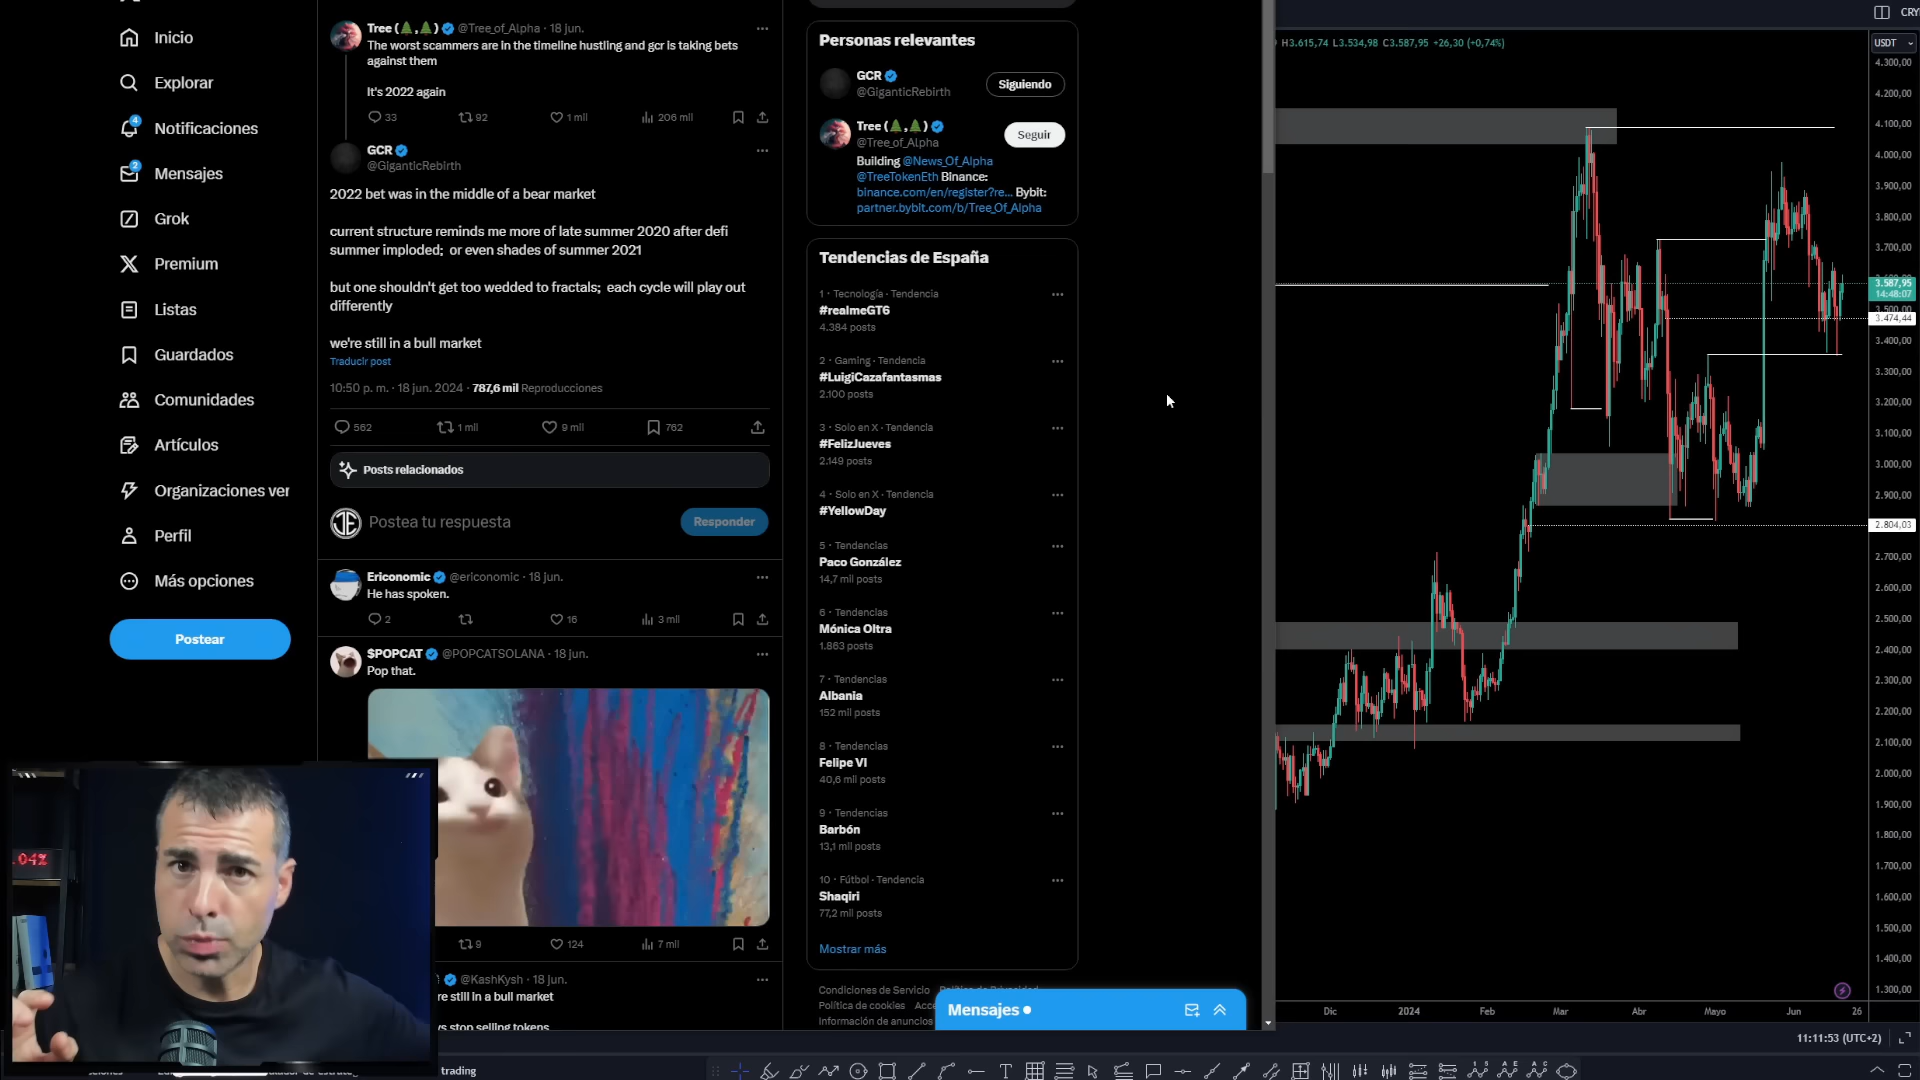 Inicio
Explorar
4
Notificaciones
2
Mensajes
Grok
Premium
Listas
Guardados
Comunidades
Artículos
Organizaciones ver
Perfil
Más opciones
Postear
Tree (🌲,🌲) @Tree_of_Alpha · 18 jun.
The worst scammers are in the timeline hustling and gcr is taking bets
against them
It's 2022 again
33 92 1 mil 206 mil
GCR
@GiganticRebirth
2022 bet was in the middle of a bear market
current structure reminds me more of late summer 2020 after defi
summer imploded; or even shades of summer 2021
but one shouldn't get too wedded to fractals; each cycle will play out
differently
we're still in a bull market
Traducir post
10:50 p. m. · 18 jun. 2024 · 787,6 mil Reproducciones
562 1 mil 9 mil 762
Posts relacionados
Postea tu respuesta
Responder
Ericonomic @ericonomic · 18 jun.
He has spoken.
2 16 3 mil
$POPCAT @POPCATSOLANA · 18 jun.
Pop that.
9 124 7 mil
@KashKysh · 18 jun.
re still in a bull market
stop selling tokens
Personas relevantes
GCR
@GiganticRebirth
Siguiendo
Tree (🌲,🌲)
@Tree_of_Alpha
Seguir
Building @News_Of_Alpha
@TreeTokenEth Binance:
binance.com/en/register?re... Bybit:
partner.bybit.com/b/Tree_Of_Alpha
Tendencias de España
1 · Tecnología · Tendencia
#realmeGT6
4.384 posts
2 · Gaming · Tendencia
#LuigiCazafantasmas
2.100 posts
3 · Solo en X · Tendencia
#FelizJueves
2.149 posts
4 · Solo en X · Tendencia
#YellowDay
5 · Tendencias
Paco González
14,7 mil posts
6 · Tendencias
Mónica Oltra
1.863 posts
7 · Tendencias
Albania
152 mil posts
8 · Tendencias
Felipe VI
40,6 mil posts
9 · Tendencias
Barbón
13,1 mil posts
10 · Fútbol · Tendencia
Shaqiri
77,2 mil posts
Mostrar más
Condiciones de Servicio
Política de cookies
Información de anuncios
Mensajes
CRY
H3.615,74 L3.534,98 C3.587,95 +26,30 (+0,74%)
USDT
4.300,00
4.200,00
4.100,00
4.000,00
3.900,00
3.800,00
3.700,00
3.587,95
14:48:07
3.500,00
3.474,44
3.400,00
3.300,00
3.200,00
3.100,00
3.000,00
2.900,00
2.804,03
2.700,00
2.600,00
2.500,00
2.400,00
2.300,00
2.200,00
2.100,00
2.000,00
1.900,00
1.800,00
1.700,00
1.600,00
1.500,00
1.400,00
1.300,00
Dic 2024 Feb Mar Abr Mayo Jun 26
11:11:53 (UTC+2)
.04%
trading